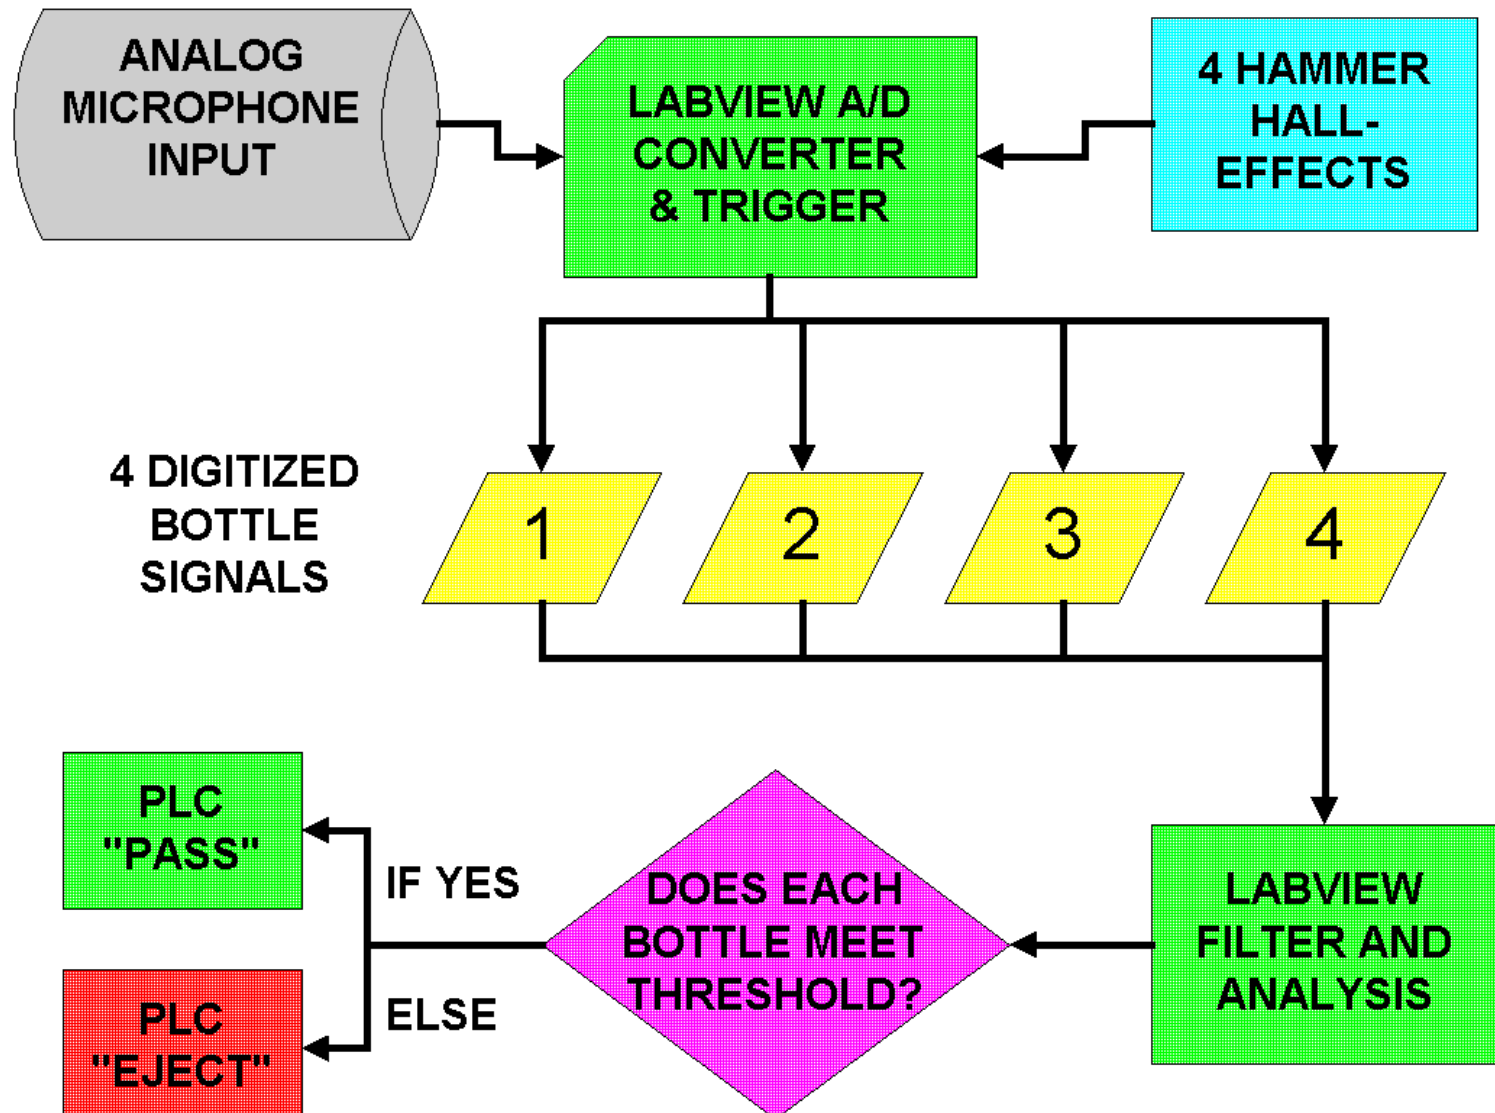 ANALOG
MICROPHONE
INPUT
LABVIEW A/D
CONVERTER
& TRIGGER
4 HAMMER
HALL-
EFFECTS
4 DIGITIZED
BOTTLE
SIGNALS
1
2
3
4
PLC
"PASS"
IF YES
ELSE
PLC
"EJECT"
DOES EACH
BOTTLE MEET
THRESHOLD?
LABVIEW
FILTER AND
ANALYSIS